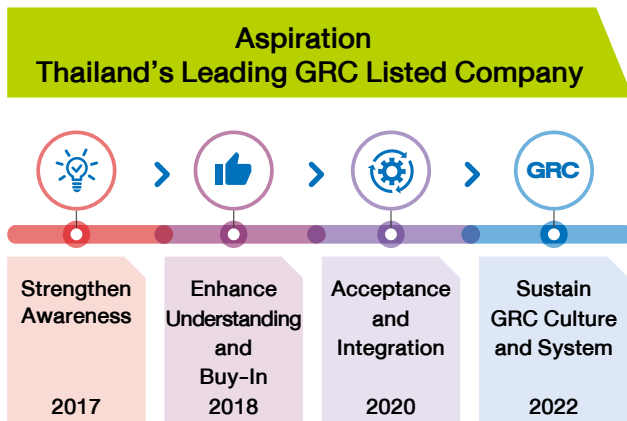 Aspiration
Thailand's Leading GRC Listed Company
GRC
Strengthen
Awareness
2017
Enhance
Understanding
and
Buy-In
2018
Acceptance
and
Integration
2020
Sustain
GRC Culture
and System
2022